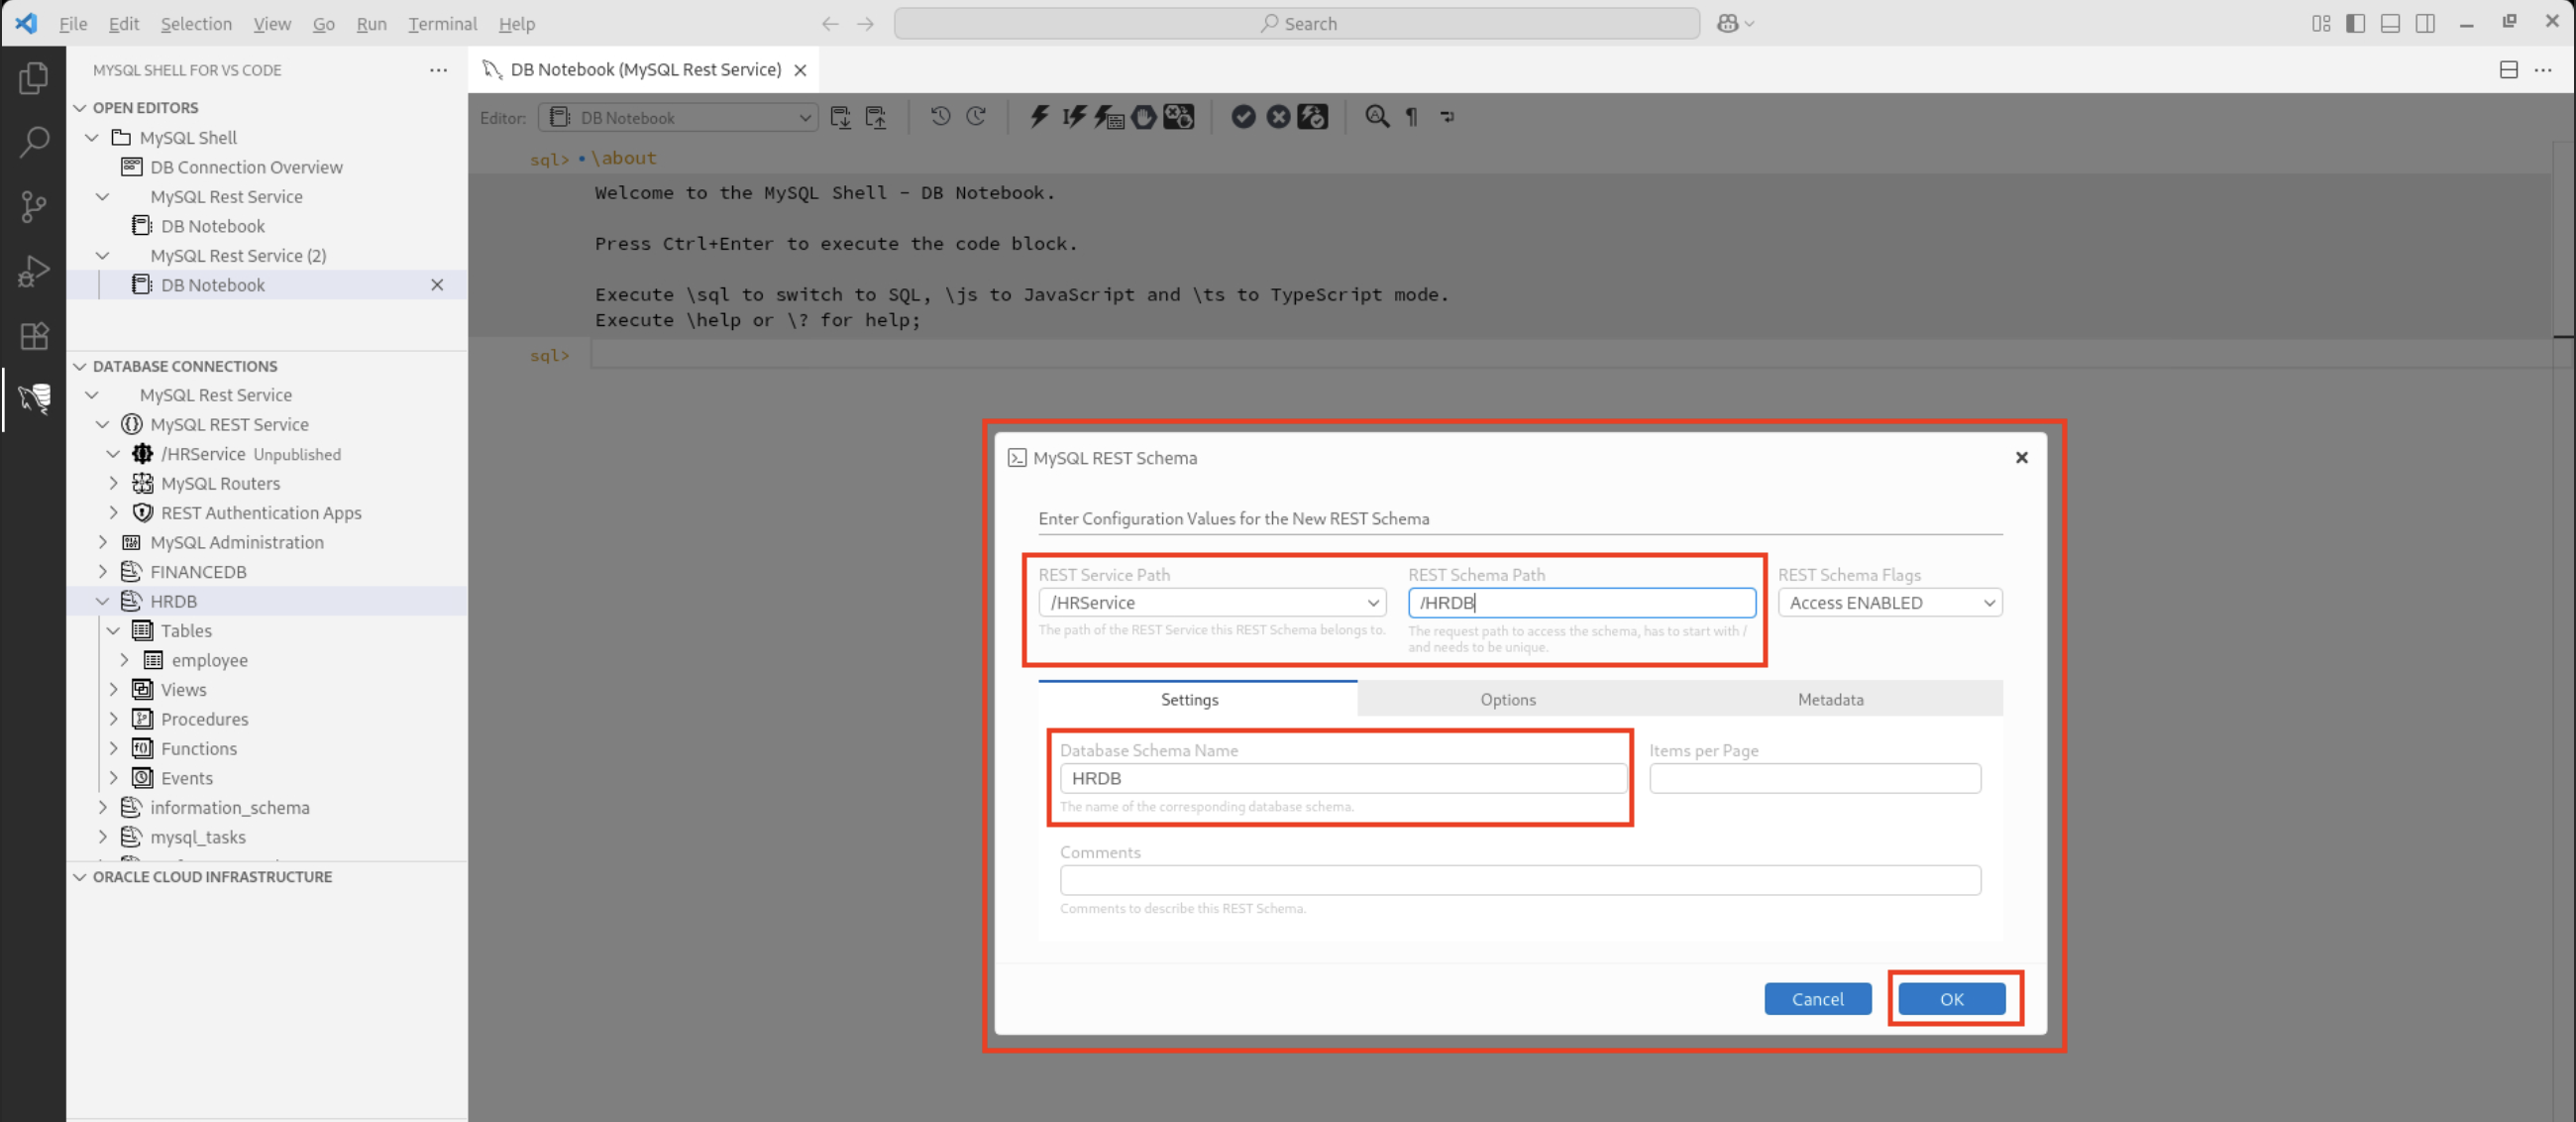 File Edit Selection View Go Run Terminal Help
Search
MYSQL SHELL FOR VS CODE
OPEN EDITORS
MySQL Shell
DB Connection Overview
MySQL Rest Service
DB Notebook
MySQL Rest Service (2)
DB Notebook
DATABASE CONNECTIONS
MySQL Rest Service
MySQL REST Service
/HRService Unpublished
MySQL Routers
REST Authentication Apps
MySQL Administration
FINANCEDB
HRDB
Tables
employee
Views
Procedures
Functions
Events
information_schema
mysql_tasks
ORACLE CLOUD INFRASTRUCTURE
DB Notebook (MySQL Rest Service)
Editor: DB Notebook
sql> \about
Welcome to the MySQL Shell - DB Notebook.
Press Ctrl+Enter to execute the code block.
Execute \sql to switch to SQL, \js to JavaScript and \ts to TypeScript mode.
Execute \help or \? for help;
sql>
MySQL REST Schema
Enter Configuration Values for the New REST Schema
REST Service Path
/HRService
The path of the REST Service this REST Schema belongs to.
REST Schema Path
/HRDB
The request path to access the schema, has to start with /
and needs to be unique.
REST Schema Flags
Access ENABLED
Settings Options Metadata
Database Schema Name
HRDB
The name of the corresponding database schema.
Items per Page
Comments
Comments to describe this REST Schema.
Cancel OK